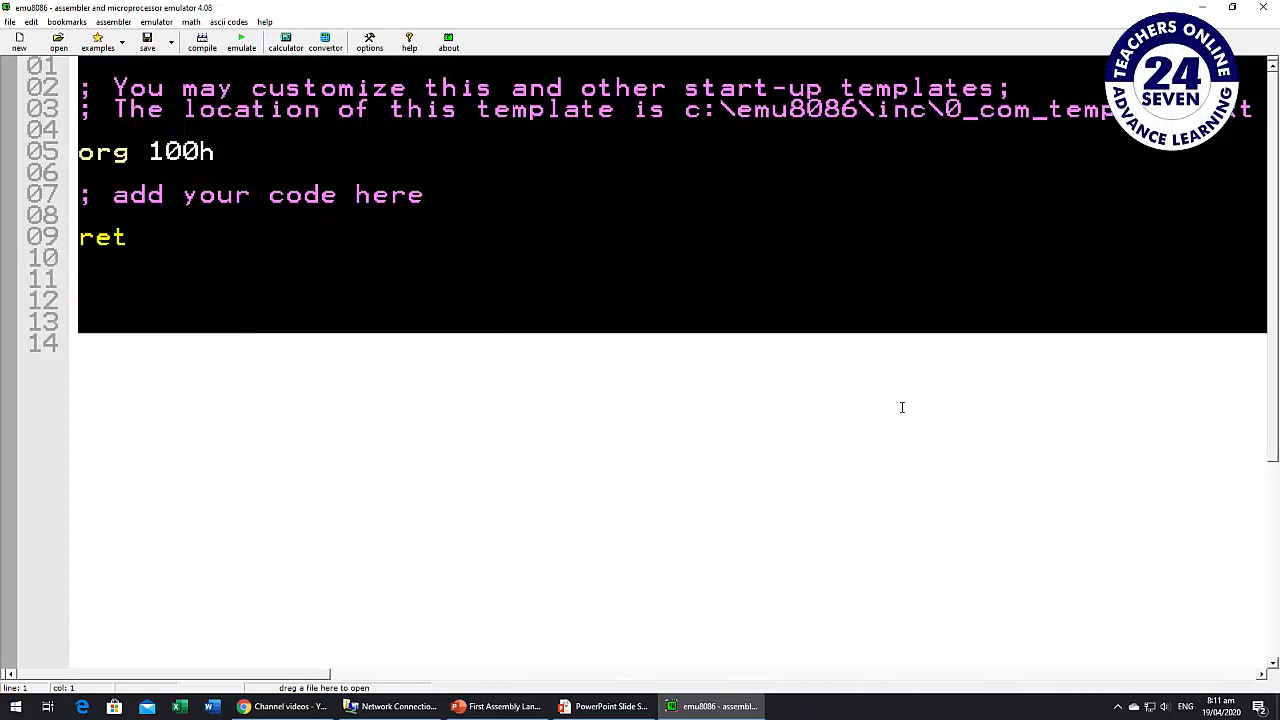 emu8086 - assembler and microprocessor emulator 4.08
file edit bookmarks assembler emulator math ascii codes help
new open examples save compile emulate calculator convertor options help about
TEACHERS ONLINE
24
SEVEN
ADVANCE LEARNING
01
02 ; You may customize this and other start-up templates;
03 ; The location of this template is c:\emu8086\inc\0_com_temp
04
05 org 100h
06
07 ; add your code here
08
09 ret
10
11
12
13
14
line: 1 col: 1 drag a file here to open
Channel videos - Y... Network Connectio... First Assembly Lan... PowerPoint Slide S... emu8086 - assembl... ENG 8:11 am
19/04/2020
2